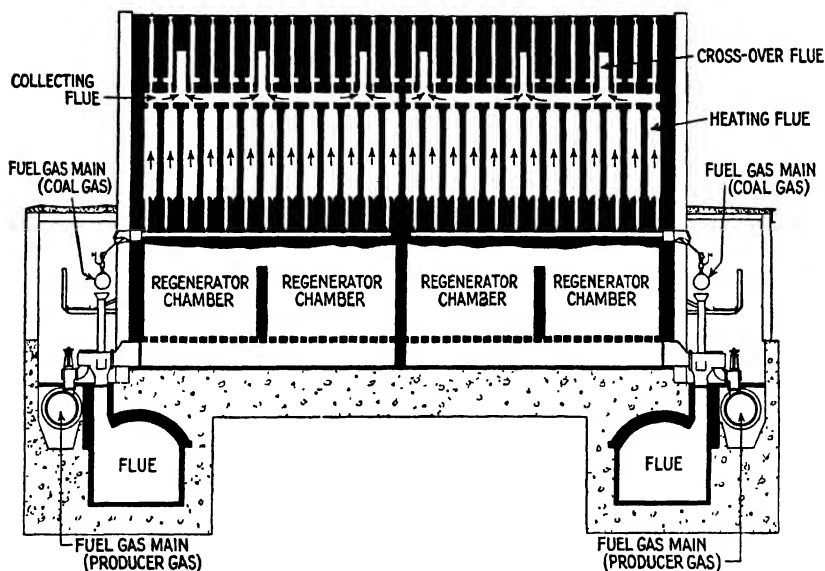 CROSS-OVER FLUE
COLLECTING
FLUE
HEATING FLUE
FUEL GAS MAIN
(COAL GAS)
FUEL GAS MAIN
(COAL GAS)
REGENERATOR
CHAMBER
REGENERATOR
CHAMBER
REGENERATOR
CHAMBER
REGENERATOR
CHAMBER
FLUE
FLUE
FUEL GAS MAIN
(PRODUCER GAS)
FUEL GAS MAIN
(PRODUCER GAS)